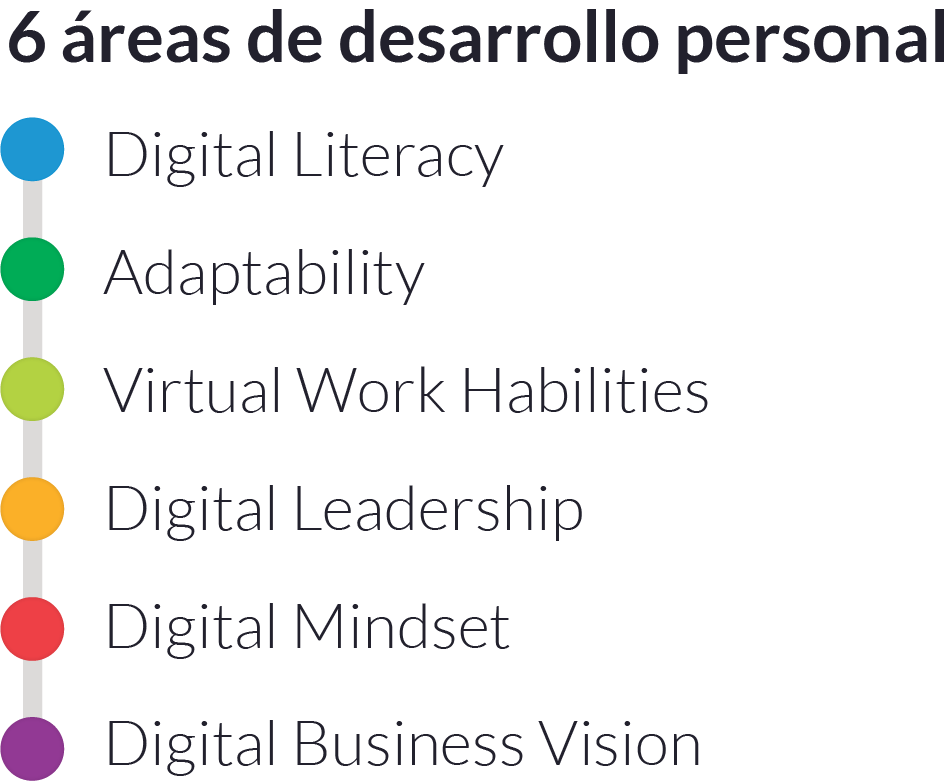 6 áreas de desarrollo personal
Digital Literacy
Adaptability
Virtual Work Habilities
Digital Leadership
Digital Mindset
Digital Business Vision